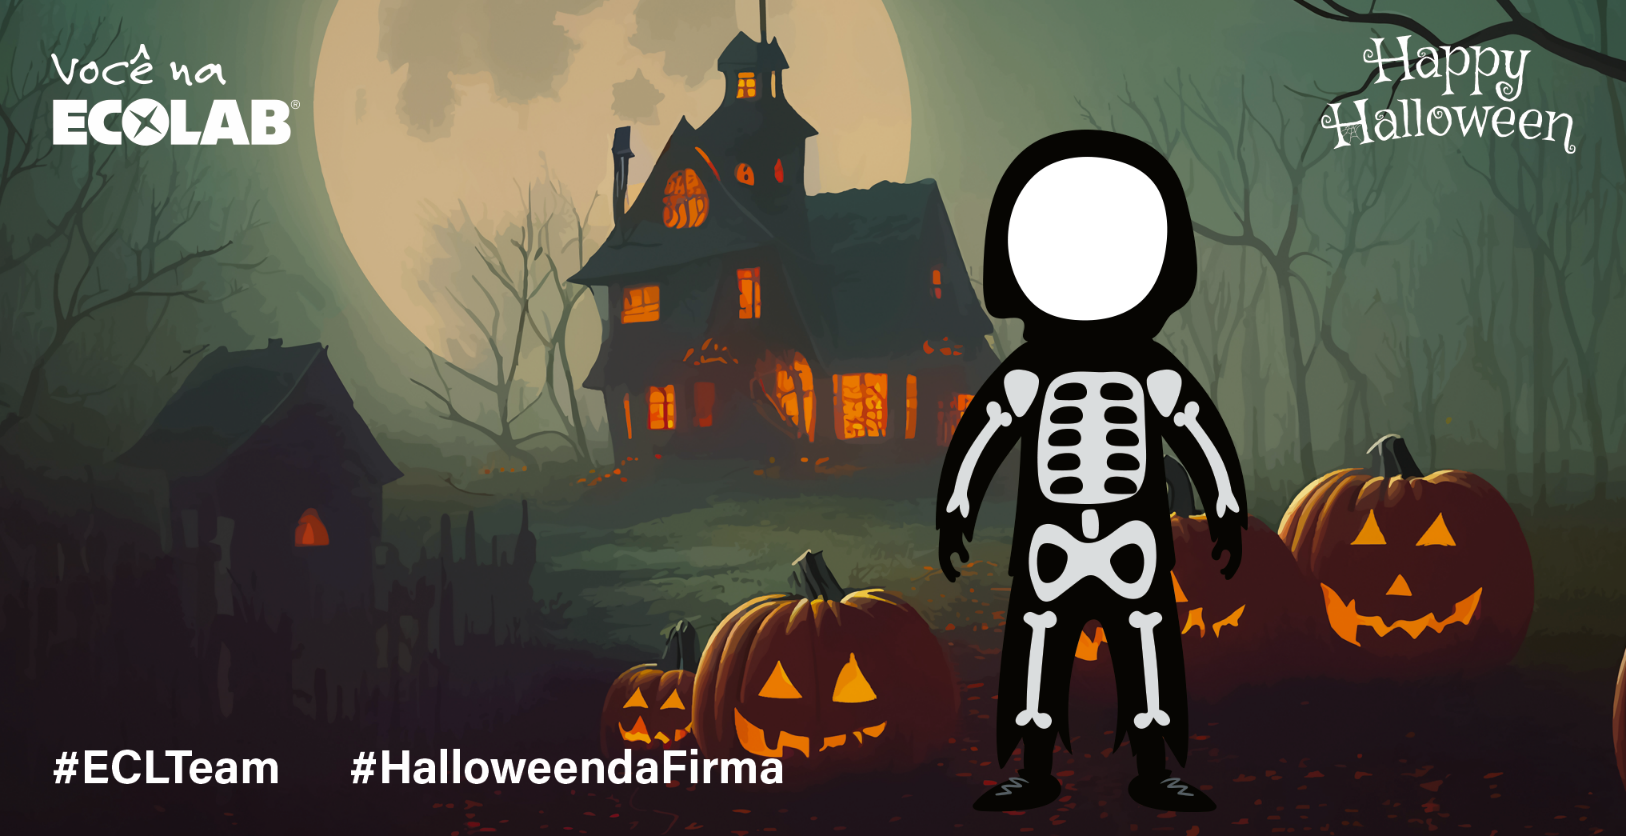 Você na
ECOLAB®
Happy
Halloween
#ECLTeam
#HalloweendaFirma